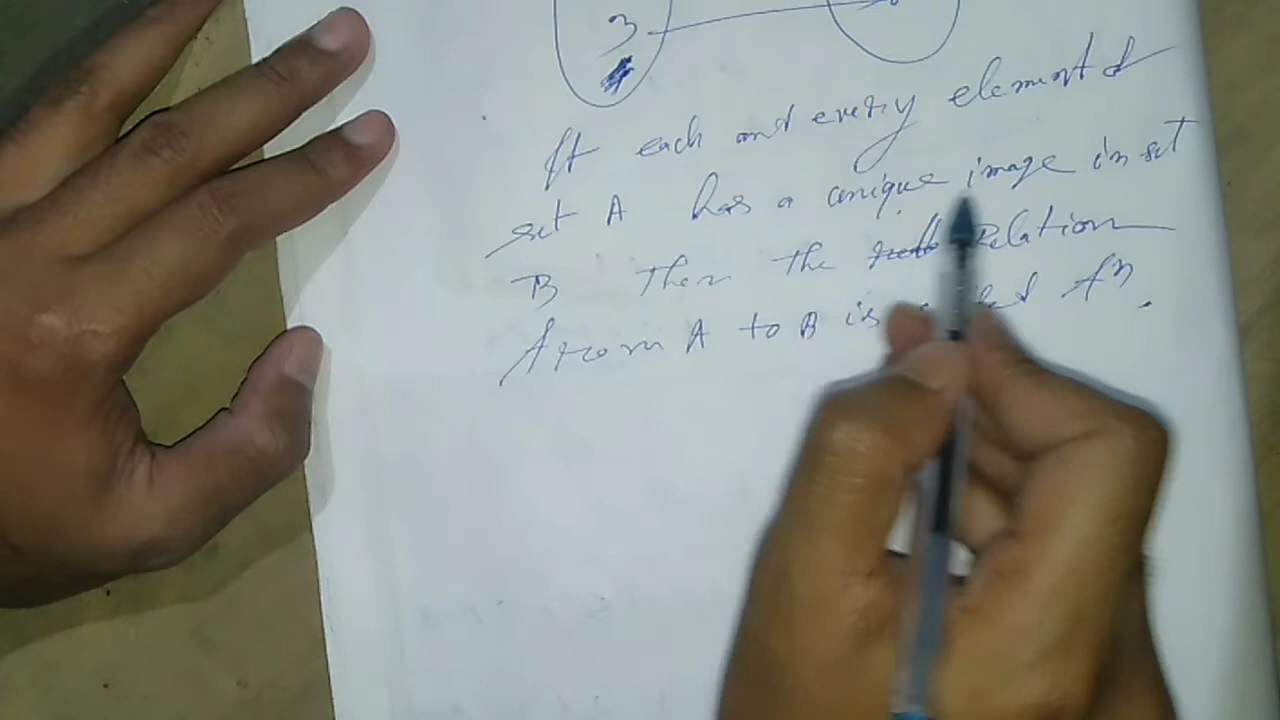 3
If each and every element of
set A has a unique image in set
B Then the Relation
from A to B is called fn.